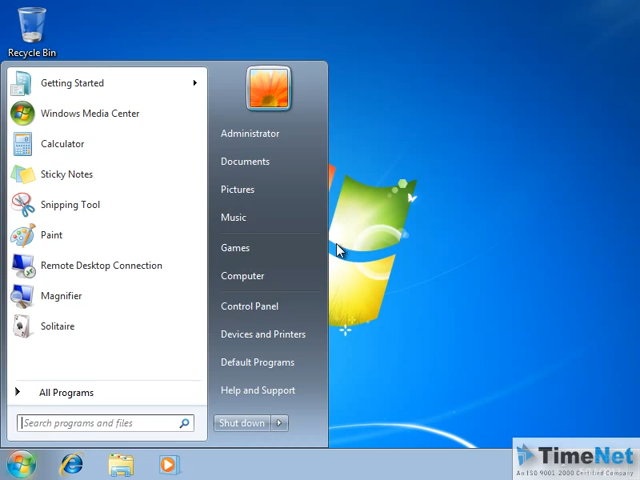 Recycle Bin
Getting Started
Windows Media Center
Calculator
Sticky Notes
Snipping Tool
Paint
Remote Desktop Connection
Magnifier
Solitaire
All Programs
Search programs and files
Administrator
Documents
Pictures
Music
Games
Computer
Control Panel
Devices and Printers
Default Programs
Help and Support
Shut down
TimeNet
An ISO 9001-2000 Certified Company